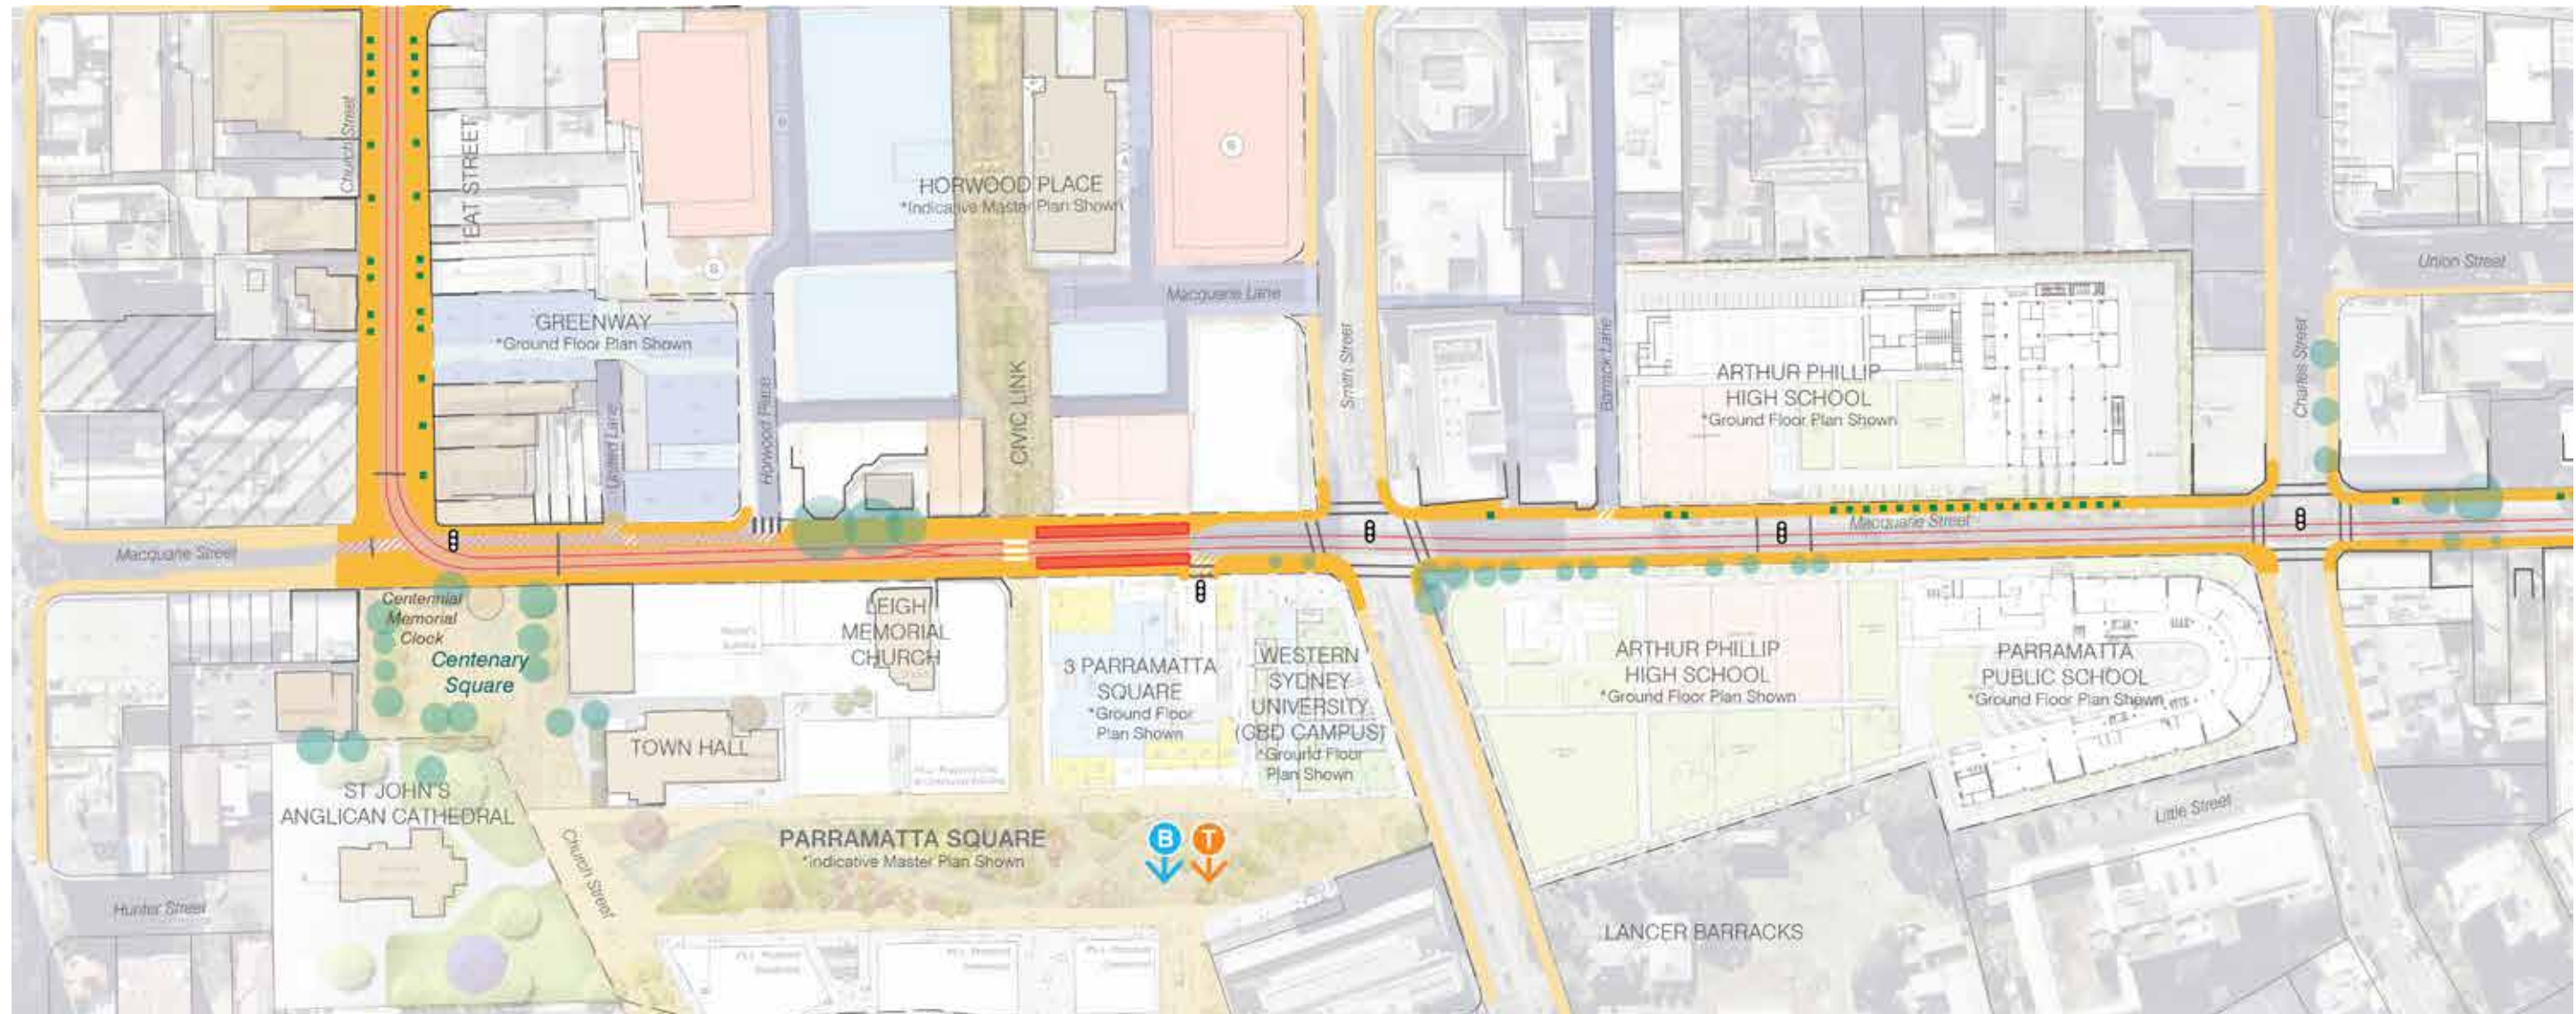 Church Street
EAT STREET
HORWOOD PLACE
*Indicative Master Plan Shown
S
S
Macquarie Lane
Union Street
GREENWAY
*Ground Floor Plan Shown
United Lane
Horwood Place
CIVIC LINK
Smith Street
Barrack Lane
ARTHUR PHILLIP
HIGH SCHOOL
*Ground Floor Plan Shown
Charles Street
Macquarie Street
Macquarie Street
Centennial
Memorial
Clock
Centenary
Square
LEIGH
MEMORIAL
CHURCH
3 PARRAMATTA
SQUARE
*Ground Floor
Plan Shown
WESTERN
SYDNEY
UNIVERSITY
(CBD CAMPUS)
*Ground Floor
Plan Shown
ARTHUR PHILLIP
HIGH SCHOOL
*Ground Floor Plan Shown
PARRAMATTA
PUBLIC SCHOOL
*Ground Floor Plan Shown
TOWN HALL
ST JOHN'S
ANGLICAN CATHEDRAL
Church Street
PARRAMATTA SQUARE
*Indicative Master Plan Shown
B T
Little Street
Hunter Street
LANCER BARRACKS